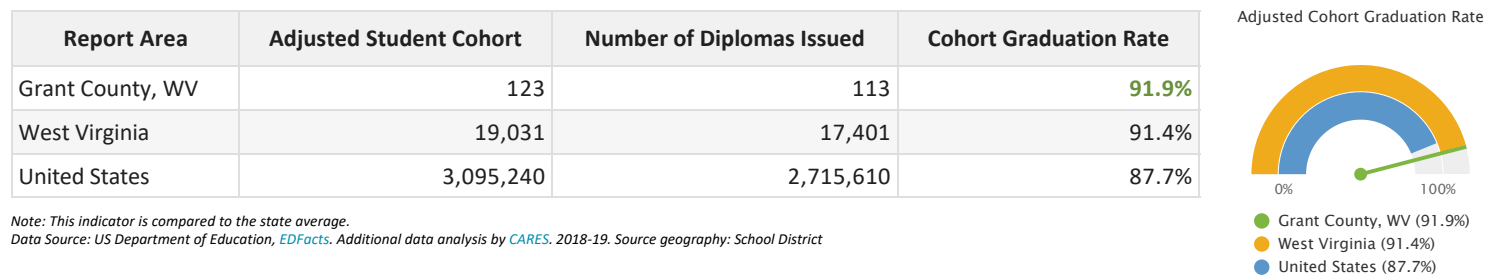 Report Area Adjusted Student Cohort Number of Diplomas Issued Cohort Graduation Rate
Grant County, WV 123 113 91.9%
West Virginia 19,031 17,401 91.4%
United States 3,095,240 2,715,610 87.7%
Note: This indicator is compared to the state average.
Data Source: US Department of Education, EDFacts. Additional data analysis by CARES. 2018-19. Source geography: School District
Adjusted Cohort Graduation Rate
0% 100%
Grant County, WV (91.9%)
West Virginia (91.4%)
United States (87.7%)